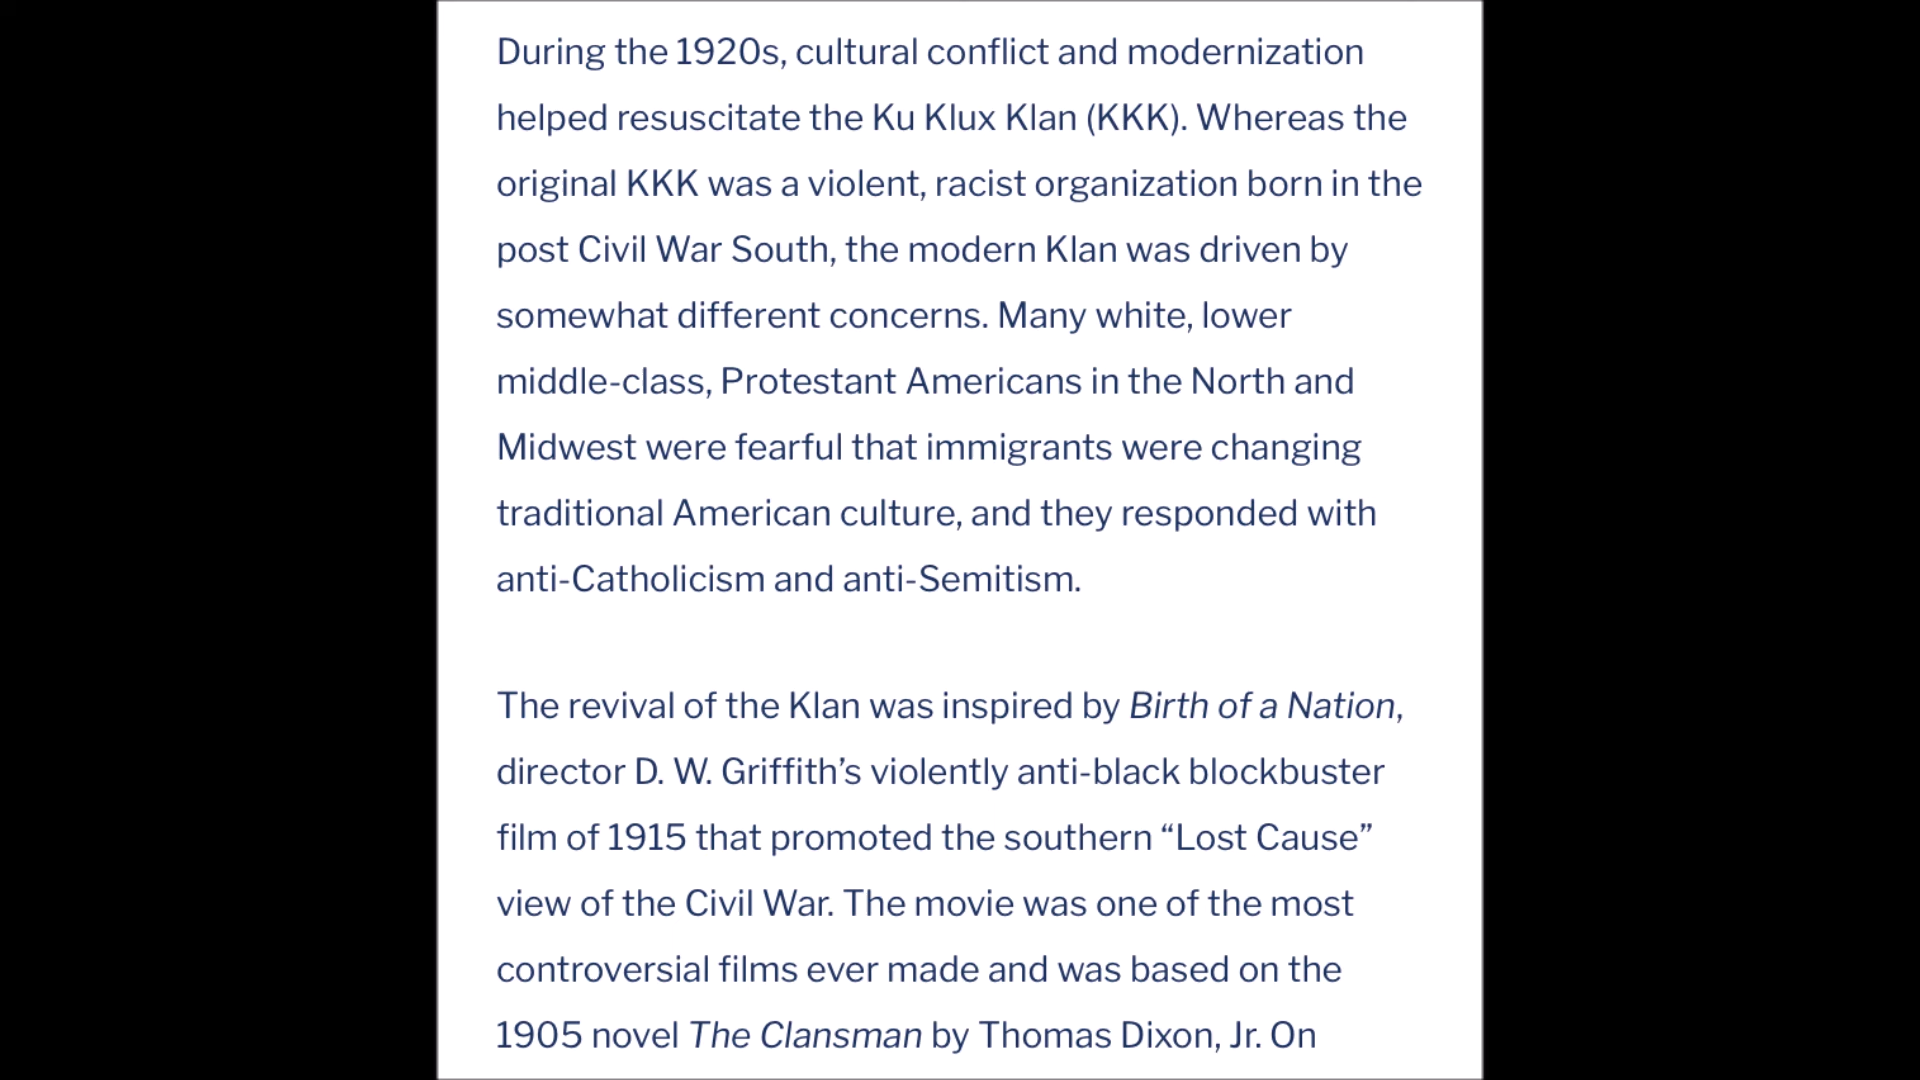 During the 1920s, cultural conflict and modernization
helped resuscitate the Ku Klux Klan (KKK). Whereas the
original KKK was a violent, racist organization born in the
post Civil War South, the modern Klan was driven by
somewhat different concerns. Many white, lower
middle-class, Protestant Americans in the North and
Midwest were fearful that immigrants were changing
traditional American culture, and they responded with
anti-Catholicism and anti-Semitism.
The revival of the Klan was inspired by Birth of a Nation,
director D. W. Griffith’s violently anti-black blockbuster
film of 1915 that promoted the southern “Lost Cause”
view of the Civil War. The movie was one of the most
controversial films ever made and was based on the
1905 novel The Clansman by Thomas Dixon, Jr. On